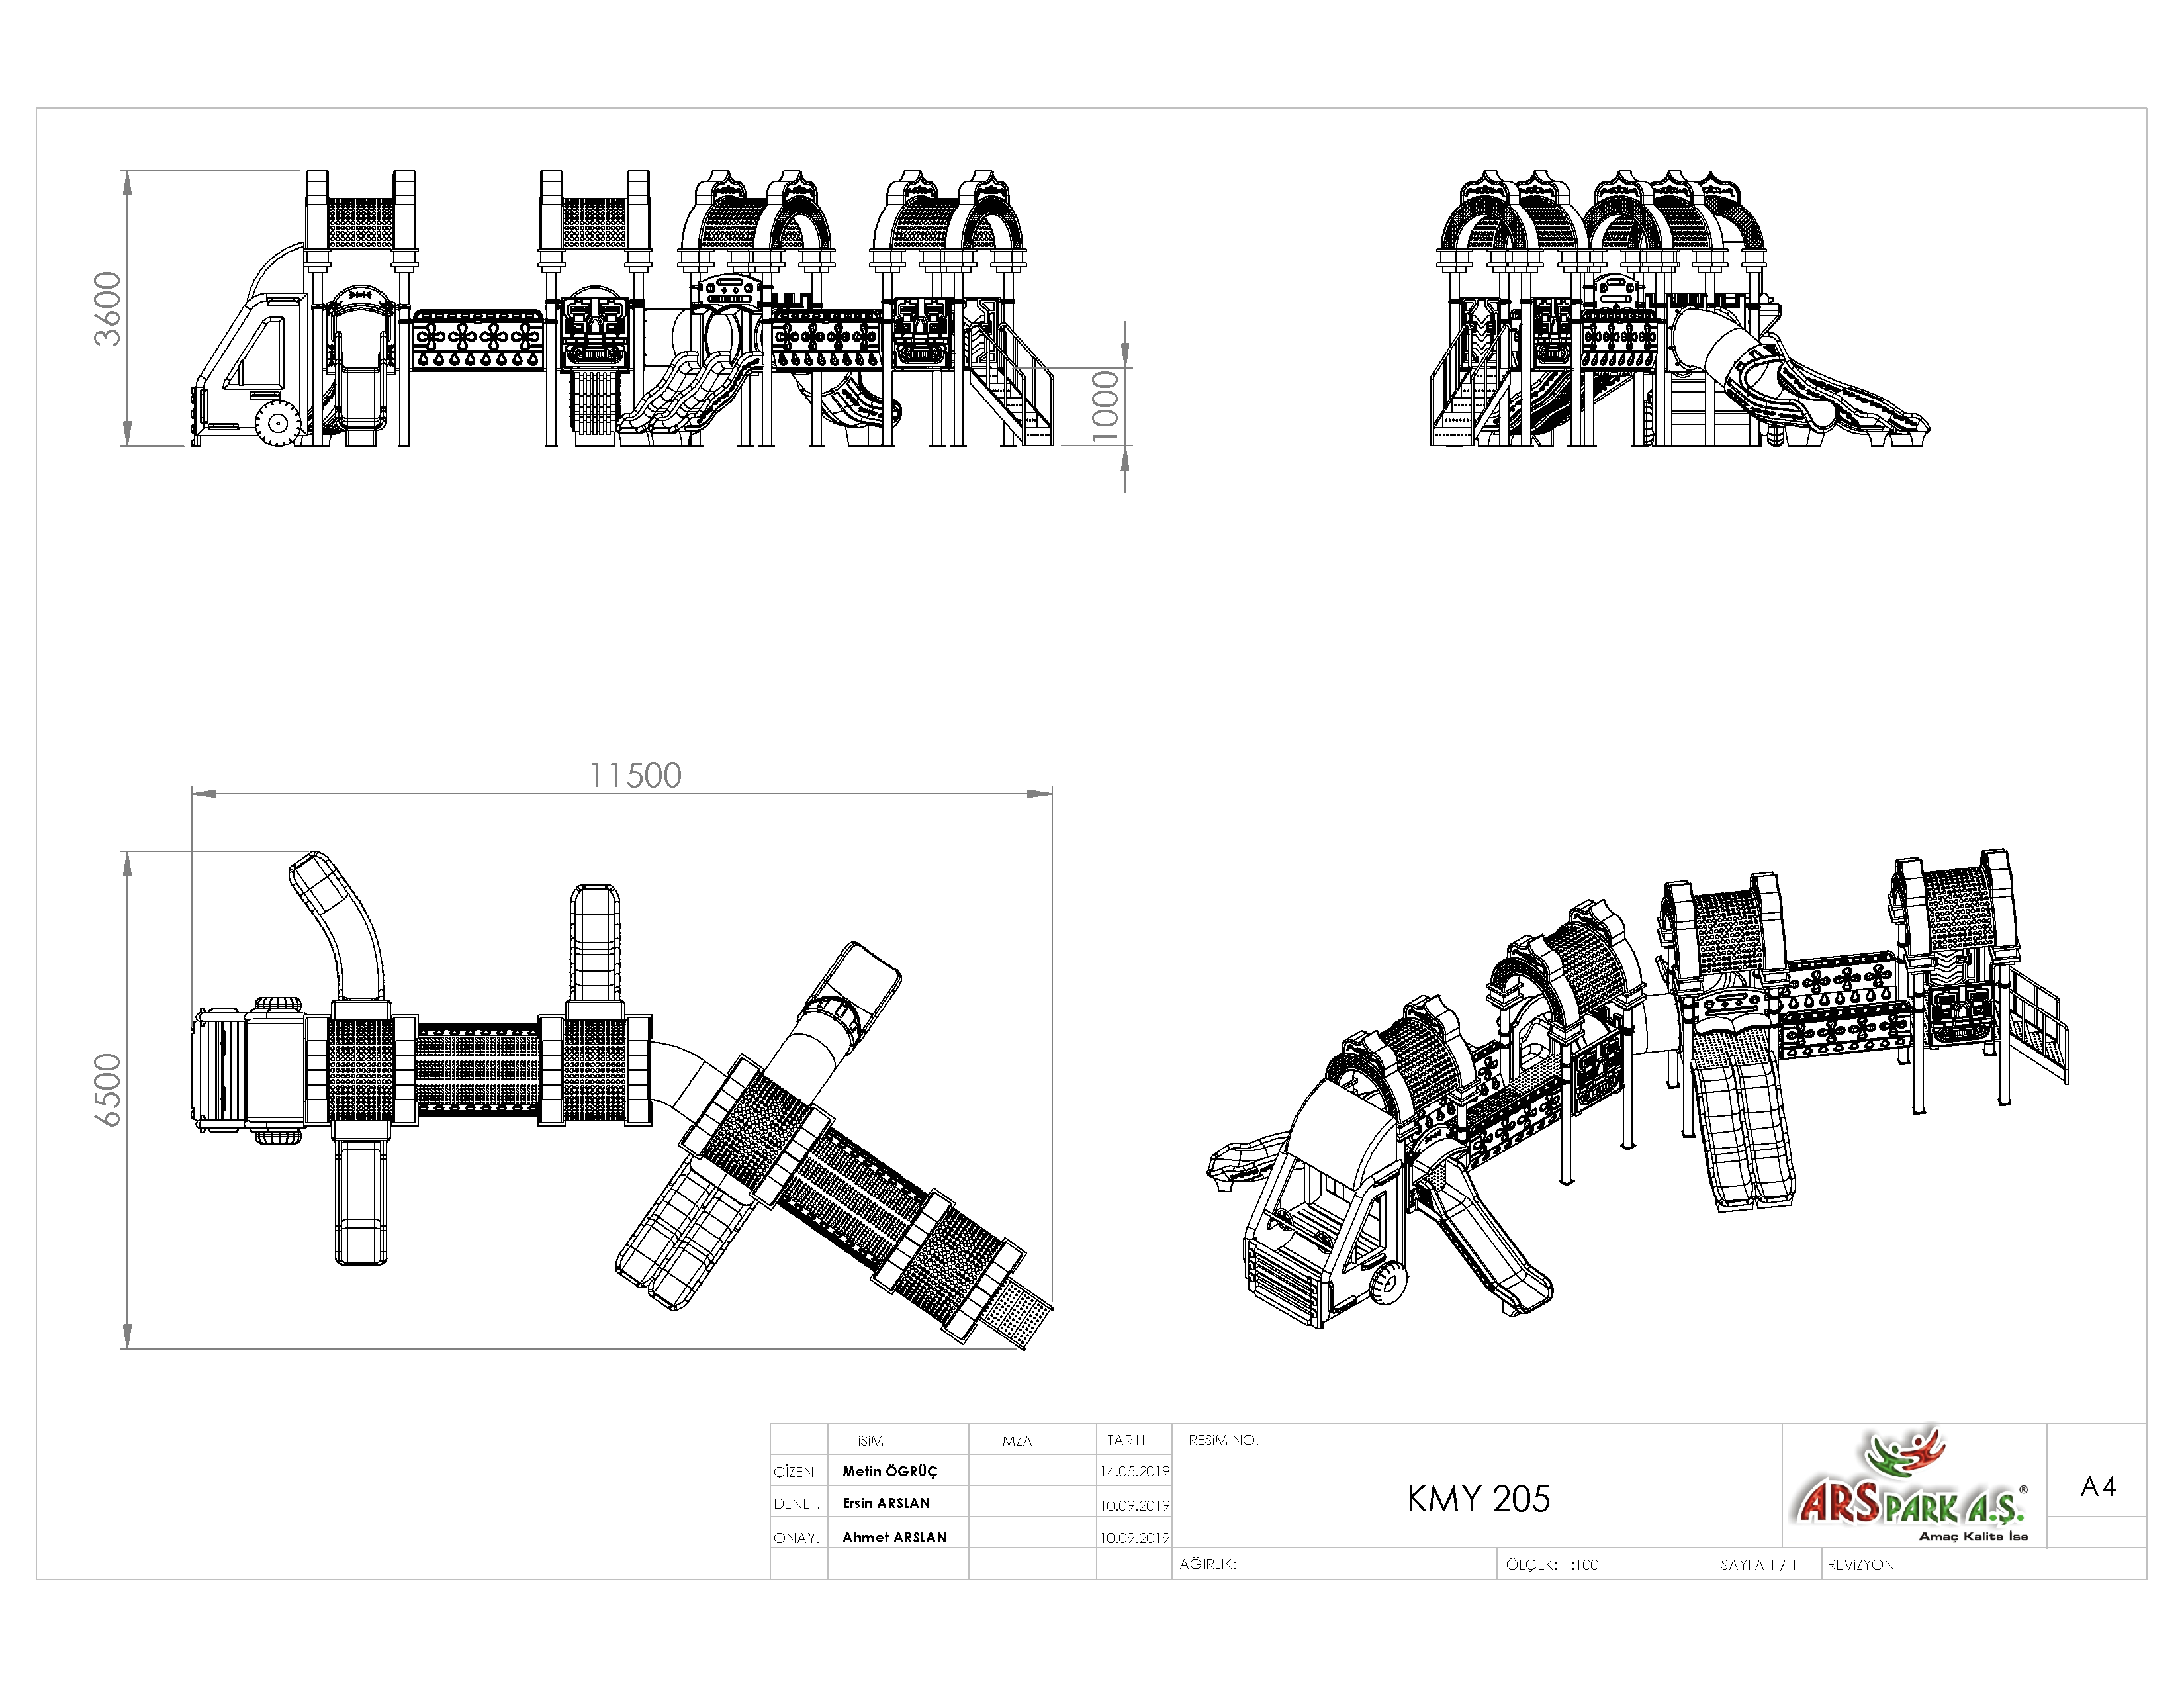 3600
1000
11500
6500
İSİM
İMZA
TARİH
RESİM NO.
ÇİZEN
Metin ÖGRÜÇ
14.05.2019
DENET.
Ersin ARSLAN
10.09.2019
ONAY.
Ahmet ARSLAN
10.09.2019
KMY 205
ARSPARK A.Ş.®
Amaç Kalite İse
A4
AĞIRLIK:
ÖLÇEK: 1:100
SAYFA 1 / 1
REVİZYON